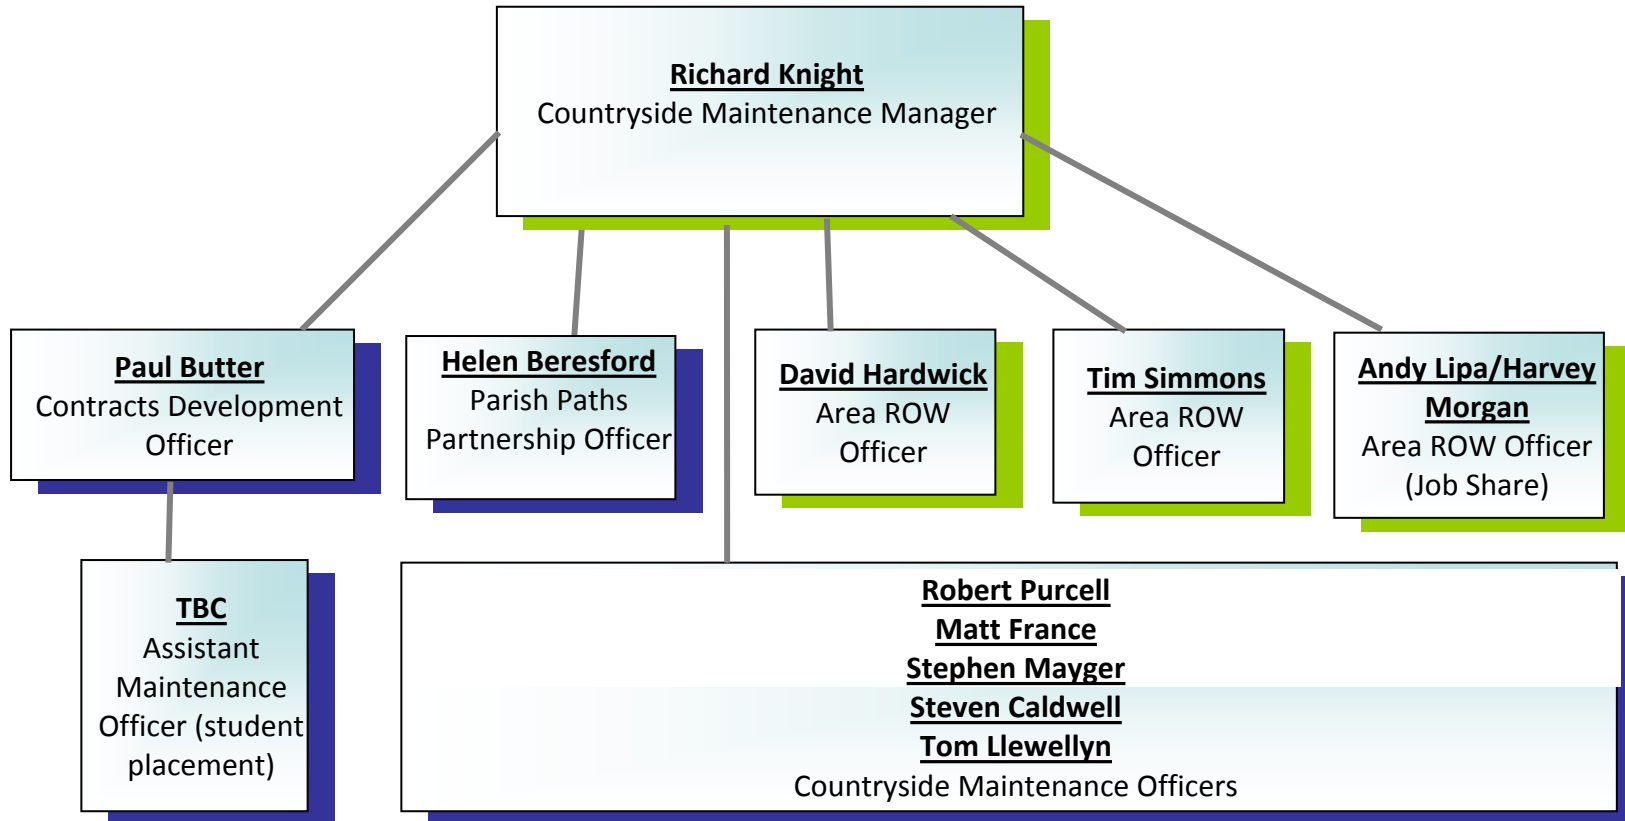 Richard Knight
Countryside Maintenance Manager
Paul Butter
Contracts Development
Officer
Helen Beresford
Parish Paths
Partnership Officer
David Hardwick
Area ROW
Officer
Tim Simmons
Area ROW
Officer
Andy Lipa/Harvey
Morgan
Area ROW Officer
(Job Share)
TBC
Assistant
Maintenance
Officer (student
placement)
Robert Purcell
Matt France
Stephen Mayger
Steven Caldwell
Tom Llewellyn
Countryside Maintenance Officers